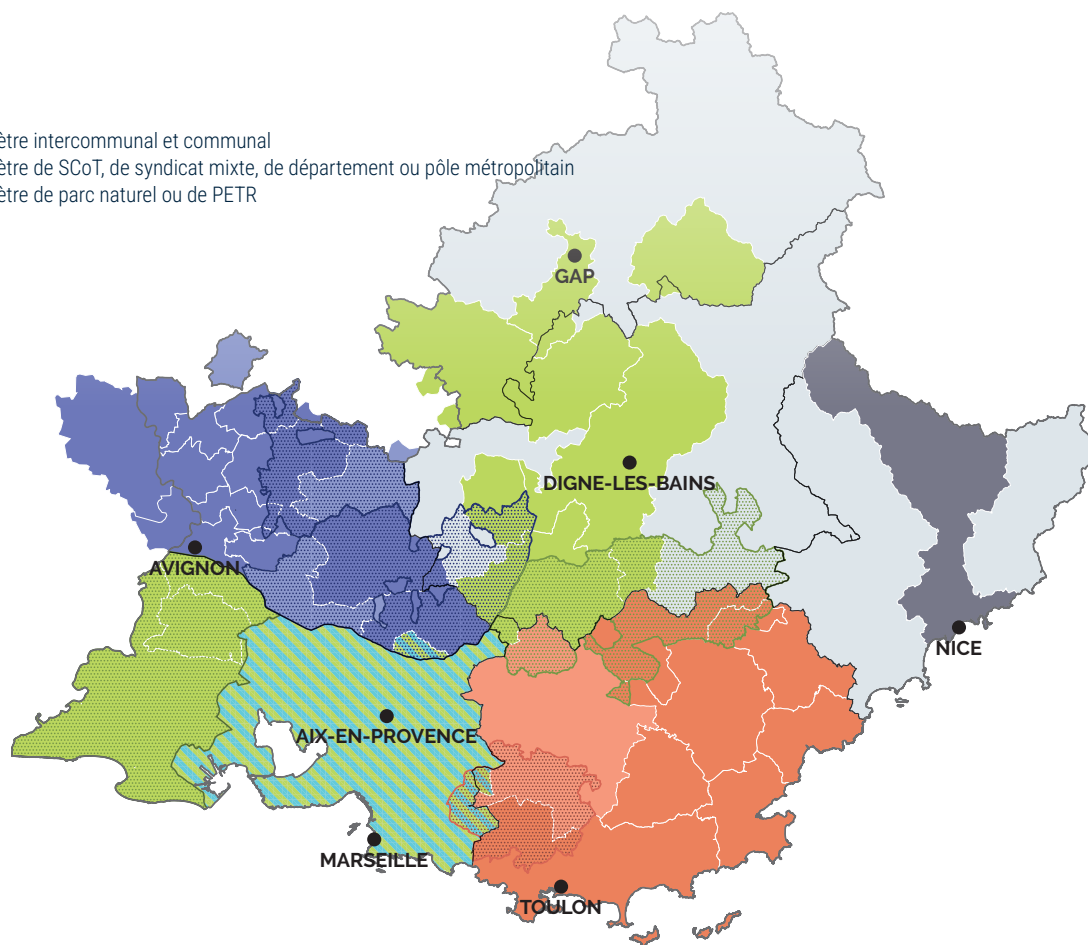 ètre intercommunal et communal
ètre de SCoT, de syndicat mixte, de département ou pôle métropolitain
ètre de parc naturel ou de PETR
GAP
DIGNE-LES-BAINS
AVIGNON
NICE
AIX-EN-PROVENCE
MARSEILLE
TOULON